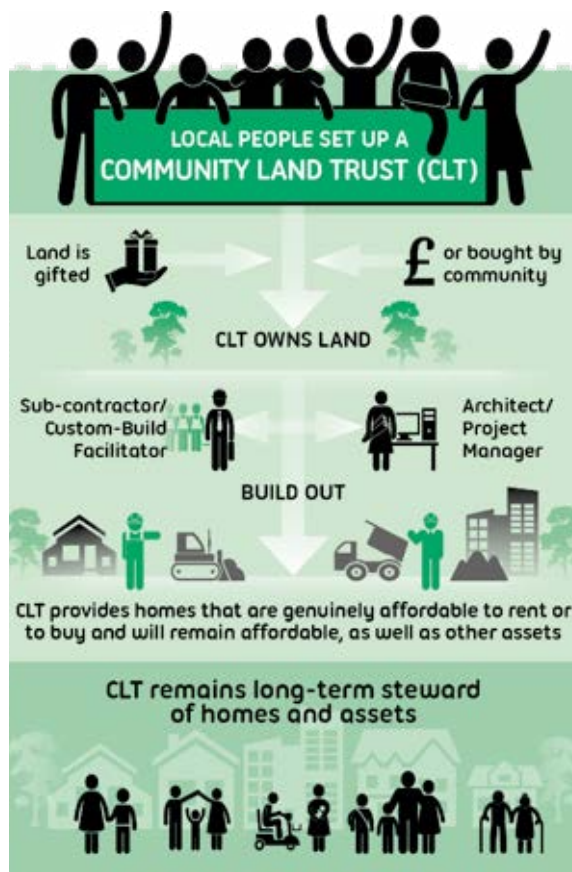 LOCAL PEOPLE SET UP A
COMMUNITY LAND TRUST (CLT)
Land is
gifted
£
or bought by
community
CLT OWNS LAND
Sub-contractor/
Custom-Build
Facilitator
Architect/
Project
Manager
BUILD OUT
CLT provides homes that are genuinely affordable to rent or
to buy and will remain affordable, as well as other assets
CLT remains long-term steward
of homes and assets